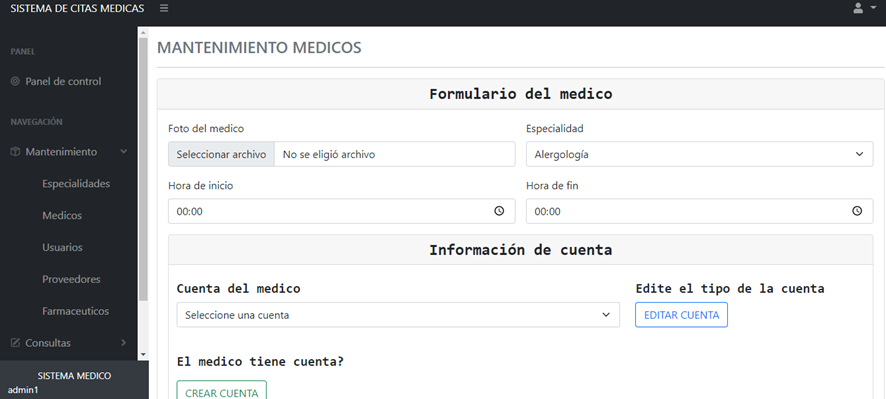 SISTEMA DE CITAS MEDICAS
PANEL
Panel de control
NAVEGACIÓN
Mantenimiento
Especialidades
Medicos
Usuarios
Proveedores
Farmaceuticos
Consultas
SISTEMA MEDICO
admin1
MANTENIMIENTO MEDICOS
Formulario del medico
Foto del medico Especialidad
Seleccionar archivo No se eligió archivo Alergología
Hora de inicio Hora de fin
00:00 00:00
Información de cuenta
Cuenta del medico Edite el tipo de la cuenta
Seleccione una cuenta EDITAR CUENTA
El medico tiene cuenta?
CREAR CUENTA